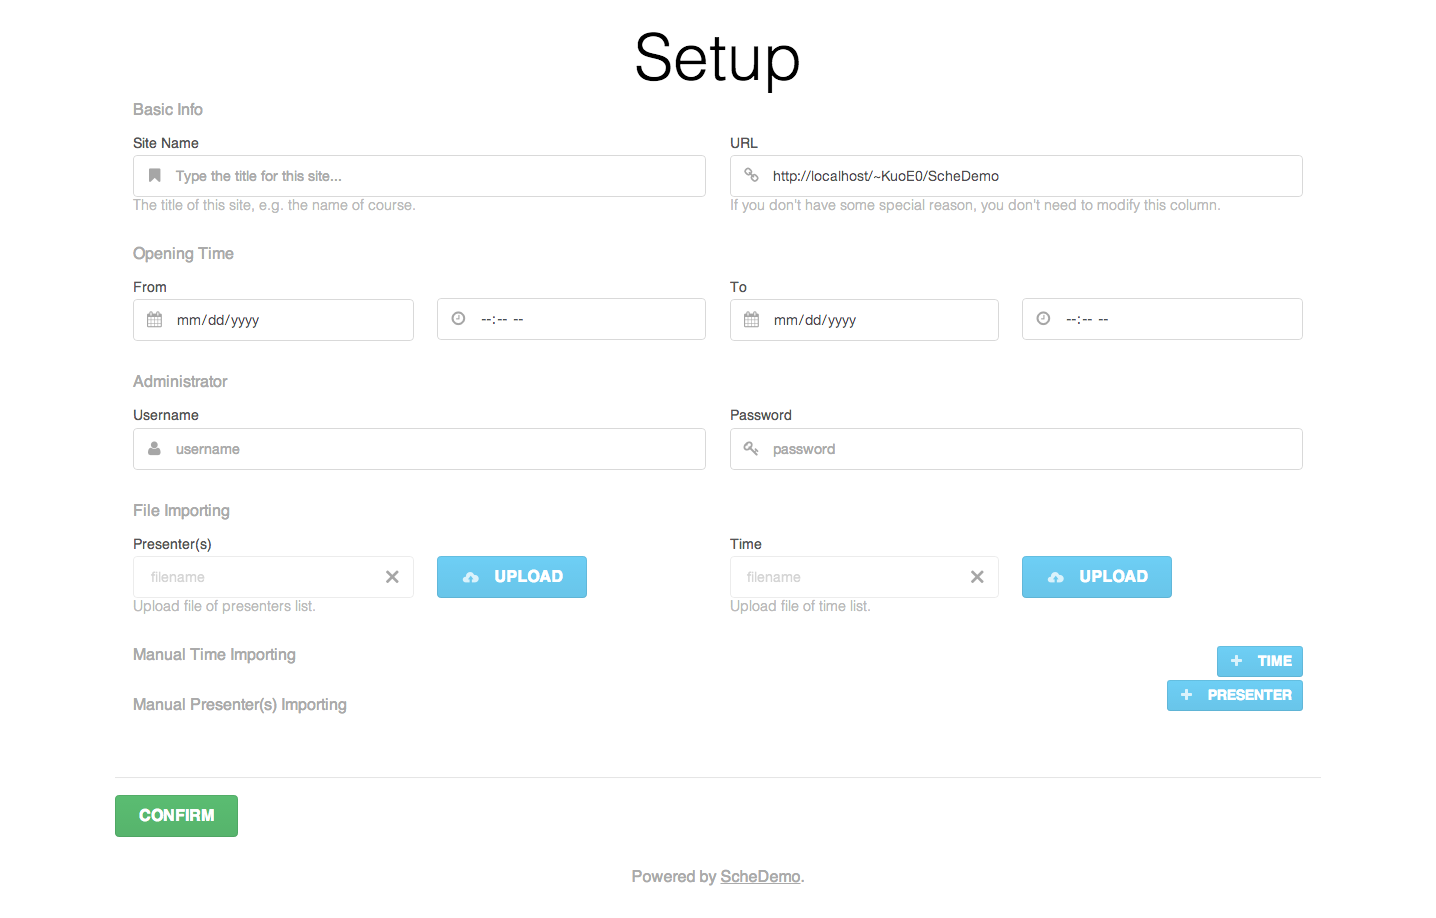 Setup
Basic Info
Site Name
URL
Type the title for this site...
http://localhost/~KuoE0/ScheDemo
The title of this site, e.g. the name of course.
If you don't have some special reason, you don't need to modify this column.
Opening Time
From
To
mm/dd/yyyy
--:-- --
mm/dd/yyyy
--:-- --
Administrator
Username
Password
username
password
File Importing
Presenter(s)
Time
filename
UPLOAD
filename
UPLOAD
Upload file of presenters list.
Upload file of time list.
Manual Time Importing
TIME
Manual Presenter(s) Importing
PRESENTER
CONFIRM
Powered by ScheDemo.